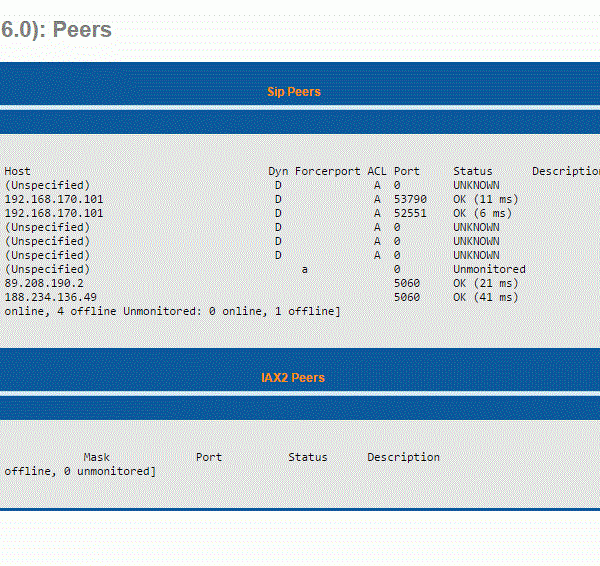 6.0): Peers
Sip Peers
Host Dyn Forcerport ACL Port Status Descriptio
(Unspecified) D A 0 UNKNOWN
192.168.170.101 D A 53790 OK (11 ms)
192.168.170.101 D A 52551 OK (6 ms)
(Unspecified) D A 0 UNKNOWN
(Unspecified) D A 0 UNKNOWN
(Unspecified) D A 0 UNKNOWN
(Unspecified) a 0 Unmonitored
89.208.190.2 5060 OK (21 ms)
188.234.136.49 5060 OK (41 ms)
online, 4 offline Unmonitored: 0 online, 1 offline]
IAX2 Peers
Mask Port Status Description
offline, 0 unmonitored]